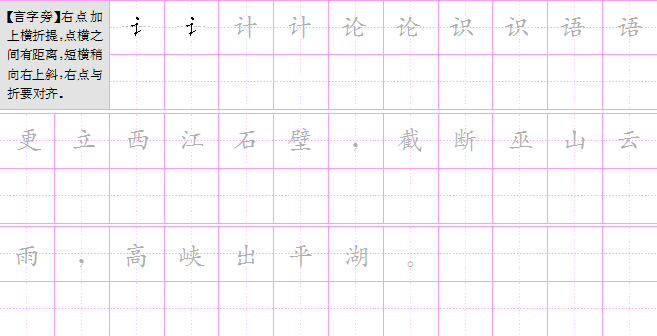 【言字旁】右点加
上横折提，点横之
间有距离，短横稍
向右上斜，右点与
折要对齐。
讠讠计计论论识识语语
更立西江石壁，截断巫山云
雨，高峡出平湖。